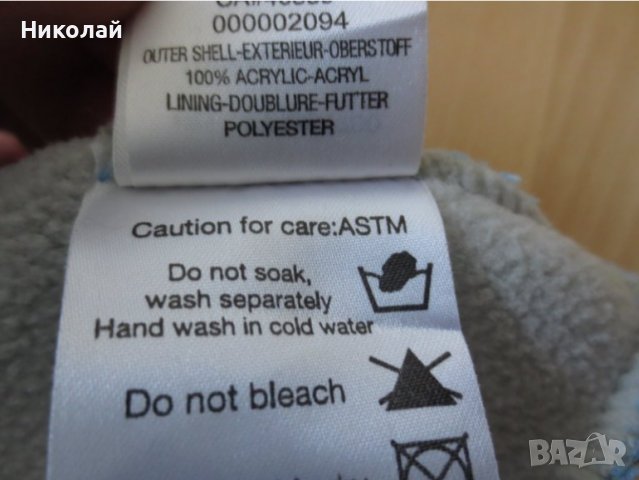 Николай
000002094
OUTER SHELL-EXTERIEUR-OBERSTOFF
100% ACRYLIC-ACRYL
LINING-DOUBLURE-FUTTER
POLYESTER
Caution for care:ASTM
Do not soak,
wash separately
Hand wash in cold water
Do not bleach
bazar